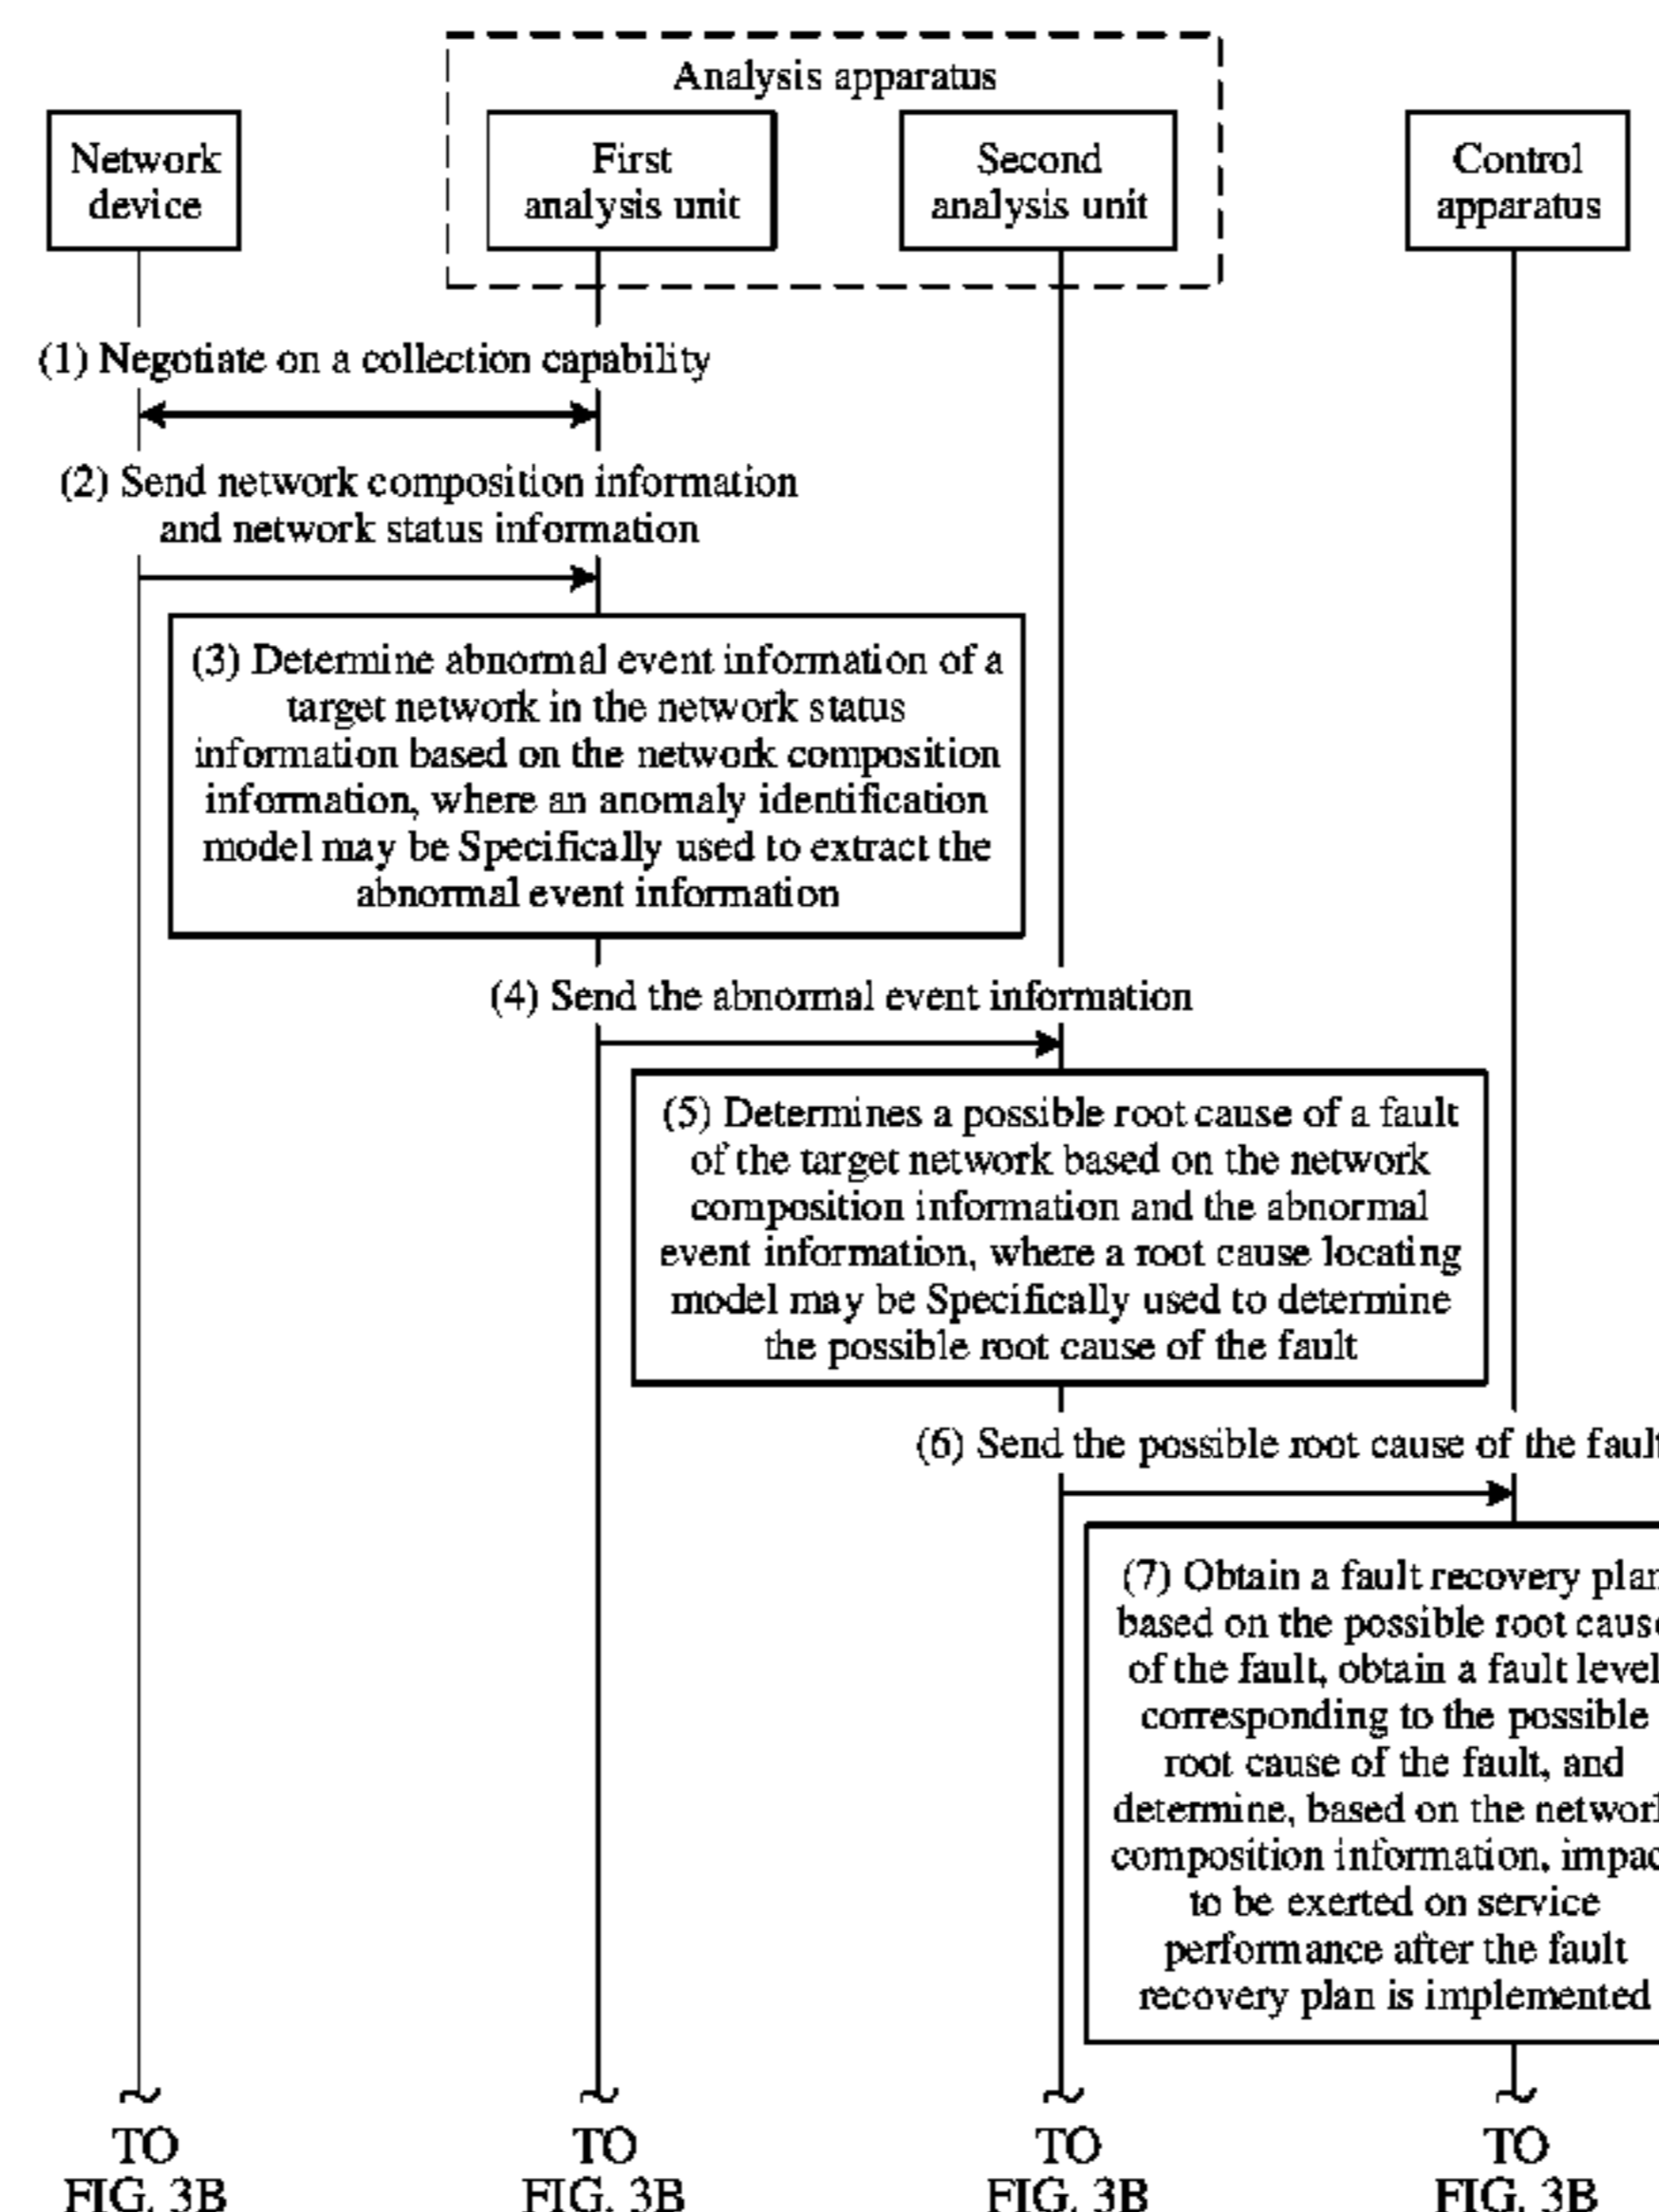 Analysis apparatus
Network
device
First
analysis unit
Second
analysis unit
Control
apparatus
(1) Negotiate on a collection capability
(2) Send network composition information
and network status information
(3) Determine abnormal event information of a
target network in the network status
information based on the network composition
information, where an anomaly identification
model may be Specifically used to extract the
abnormal event information
(4) Send the abnormal event information
(5) Determines a possible root cause of a fault
of the target network based on the network
composition information and the abnormal
event information, where a root cause locating
model may be Specifically used to determine
the possible root cause of the fault
(6) Send the possible root cause of the fault
(7) Obtain a fault recovery plan
based on the possible root cause
of the fault, obtain a fault level
corresponding to the possible
root cause of the fault, and
determine, based on the network
composition information, impac
to be exerted on service
performance after the fault
recovery plan is implemented
TO
FIG. 3B
TO
FIG. 3B
TO
FIG. 3B
TO
FIG. 3B